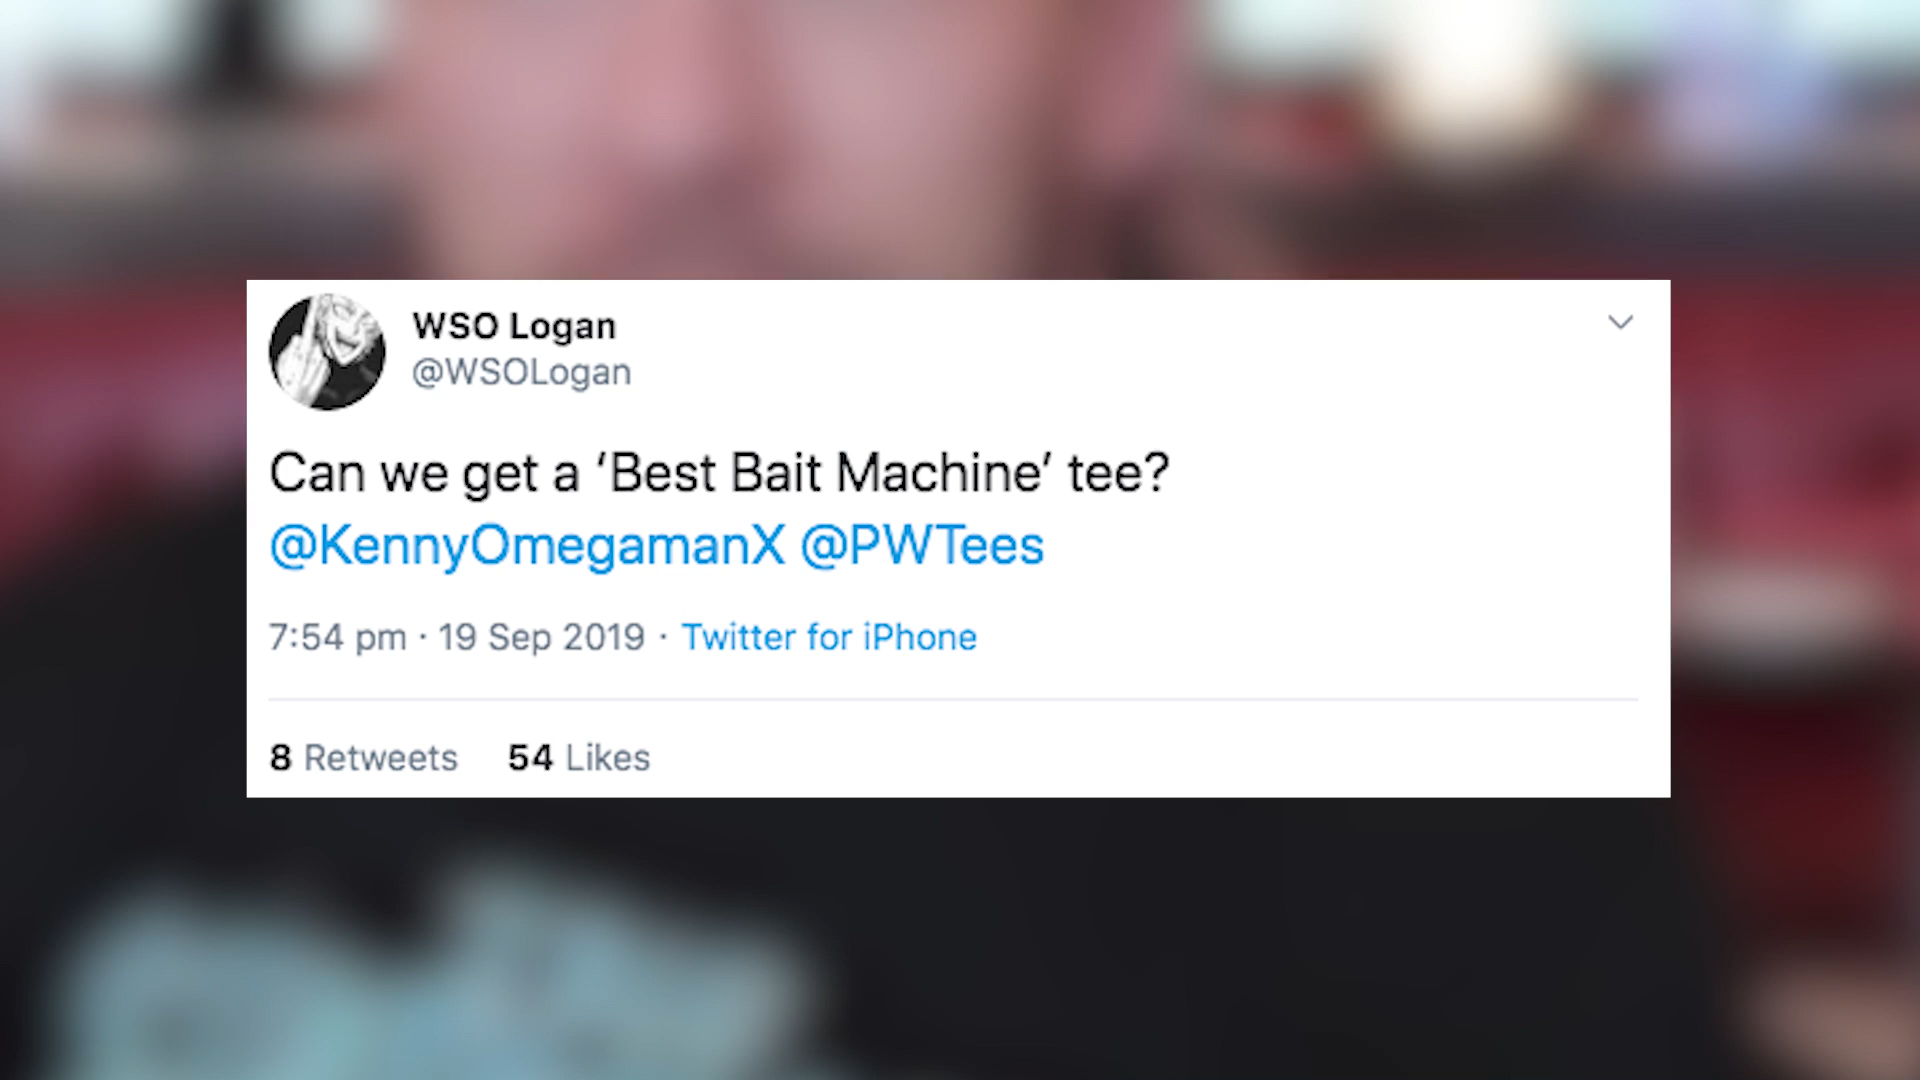 WSO Logan
@WSOLogan
Can we get a ‘Best Bait Machine’ tee?
@KennyOmegamanX @PWTees
7:54 pm · 19 Sep 2019 · Twitter for iPhone
8 Retweets 54 Likes